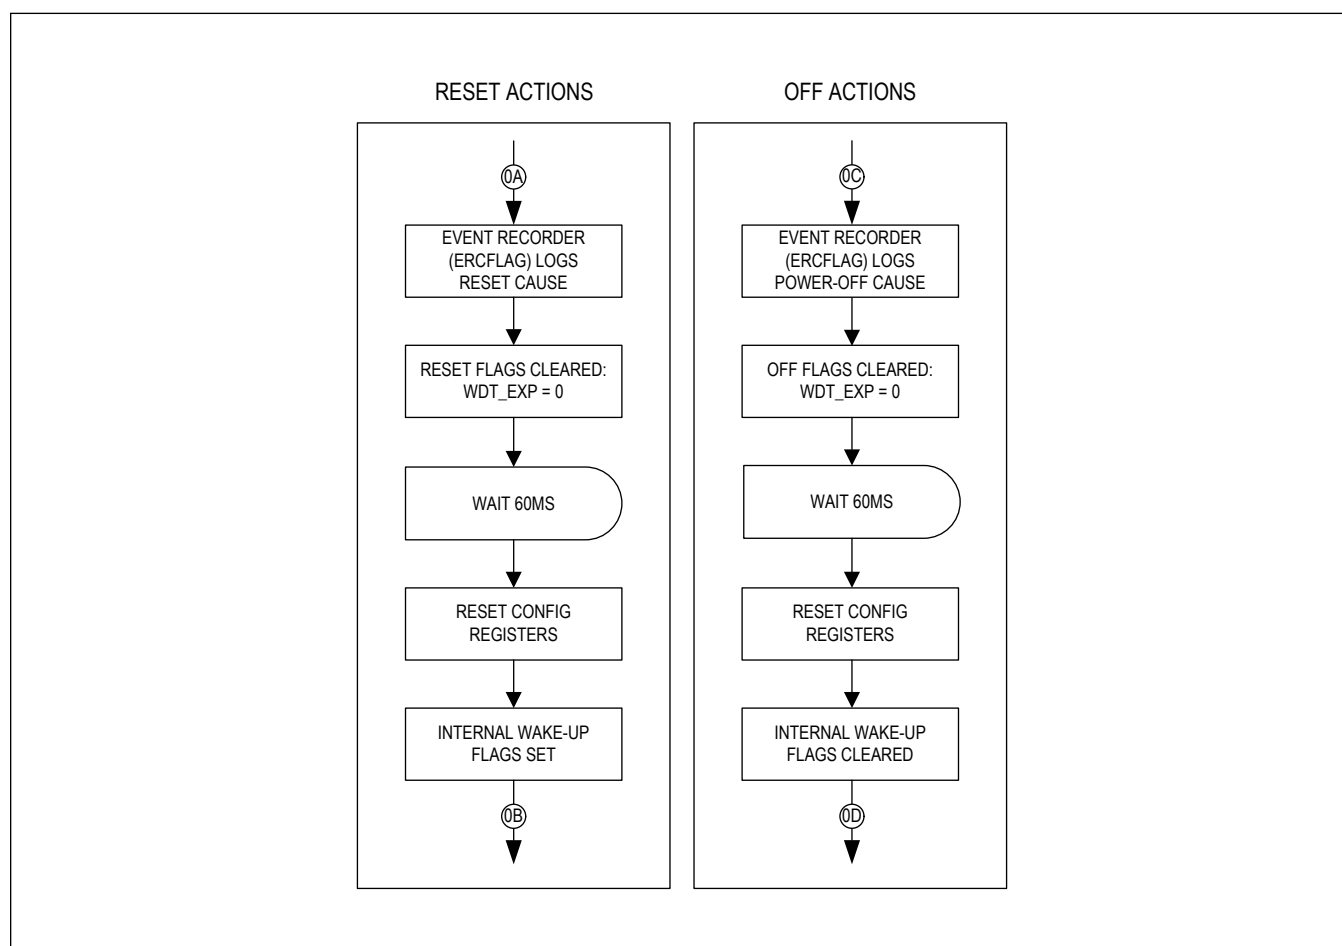 RESET ACTIONS
0A
EVENT RECORDER
(ERCFLAG) LOGS
RESET CAUSE
RESET FLAGS CLEARED:
WDT_EXP = 0
WAIT 60MS
RESET CONFIG
REGISTERS
INTERNAL WAKE-UP
FLAGS SET
0B
OFF ACTIONS
0C
EVENT RECORDER
(ERCFLAG) LOGS
POWER-OFF CAUSE
OFF FLAGS CLEARED:
WDT_EXP = 0
WAIT 60MS
RESET CONFIG
REGISTERS
INTERNAL WAKE-UP
FLAGS CLEARED
0D